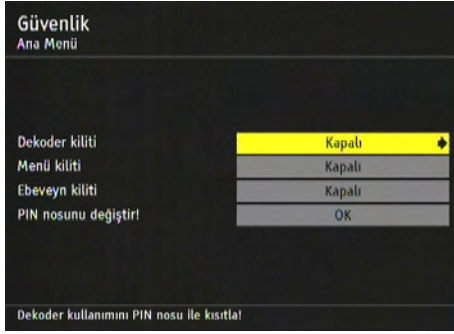 Güvenlik
Ana Menü
Dekoder kiliti Kapalı
Menü kiliti Kapalı
Ebeveyn kiliti Kapalı
PIN nosunu değiştir! OK
Dekoder kullanımını PIN nosu ile kısıtla!